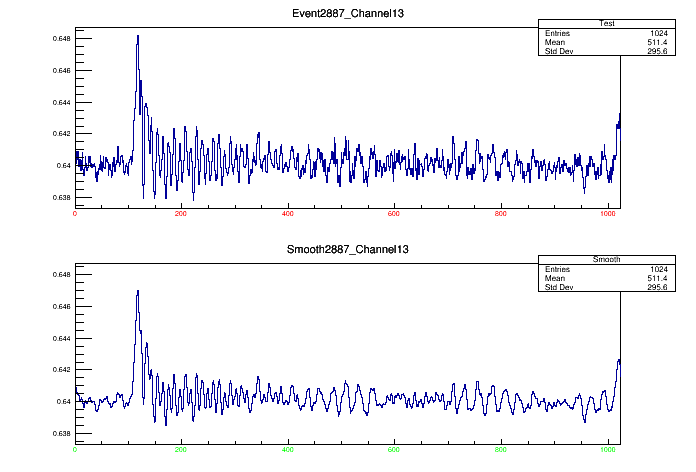 Event2887_Channel13
Test
Entries 1024
Mean 511.4
Std Dev 295.6
0.648
0.646
0.644
0.642
0.64
0.638
0 200 400 600 800 1000
Smooth2887_Channel13
Smooth
Entries 1024
Mean 511.4
Std Dev 295.6
0.648
0.646
0.644
0.642
0.64
0.638
0 200 400 600 800 1000